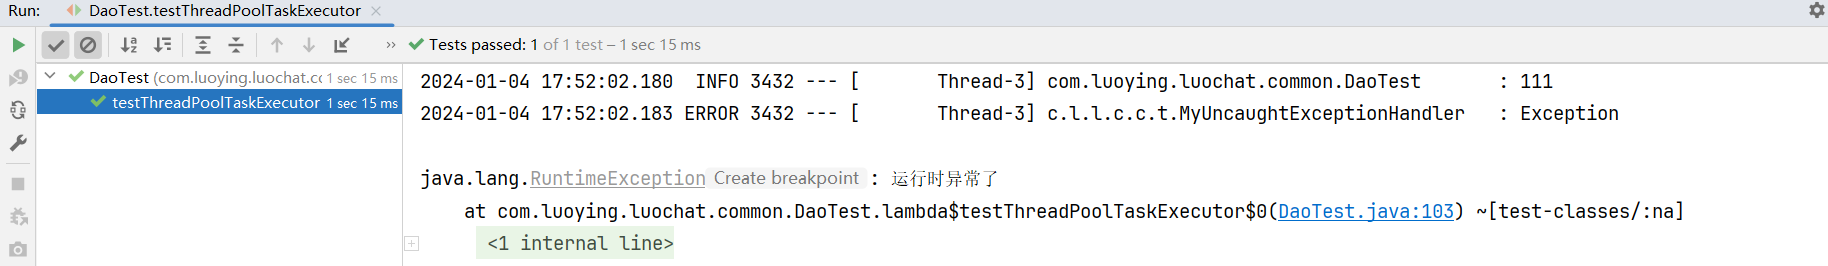 Run: DaoTest.testThreadPoolTaskExecutor ×
» Tests passed: 1 of 1 test – 1 sec 15 ms
DaoTest (com.luoying.luochat.cc 1 sec 15 ms
testThreadPoolTaskExecutor 1 sec 15 ms
2024-01-04 17:52:02.180  INFO 3432 --- [       Thread-3] com.luoying.luochat.common.DaoTest       : 111
2024-01-04 17:52:02.183 ERROR 3432 --- [       Thread-3] c.l.l.c.c.t.MyUncaughtExceptionHandler   : Exception
java.lang.RuntimeException Create breakpoint : 运行时异常了
at com.luoying.luochat.common.DaoTest.lambda$testThreadPoolTaskExecutor$0(DaoTest.java:103) ~[test-classes/:na]
<1 internal line>